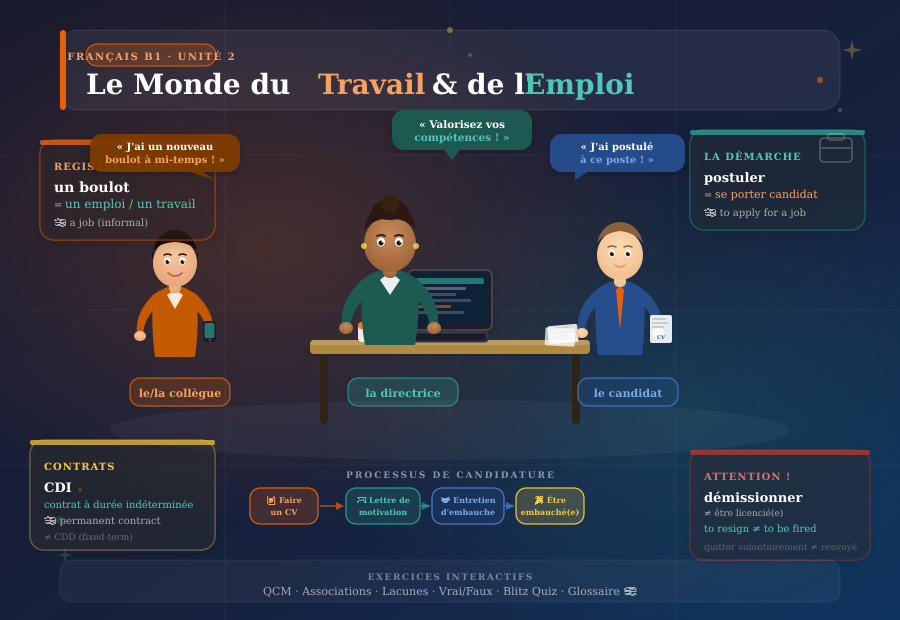 FRANÇAIS B1 · UNITÉ 2
Le Monde du Travail & de l'Emploi
« J'ai un nouveau
boulot à mi-temps ! »
« Valorisez vos
compétences ! »
« J'ai postulé
à ce poste ! »
un boulot
= un emploi / un travail
a job (informal)
LA DÉMARCHE
postuler
= se porter candidat
to apply for a job
CV
le/la collègue
la directrice
le candidat
CONTRATS
CDI
contrat à durée indéterminée
permanent contract
≠ CDD (fixed-term)
PROCESSUS DE CANDIDATURE
Faire
un CV
Lettre de
motivation
Entretien
d'embauche
Être
embauché(e)
ATTENTION !
démissionner
≠ être licencié(e)
to resign ≠ to be fired
quitter volontairement ≠ renvoyé
EXERCICES INTERACTIFS
QCM · Associations · Lacunes · Vrai/Faux · Blitz Quiz · Glossaire